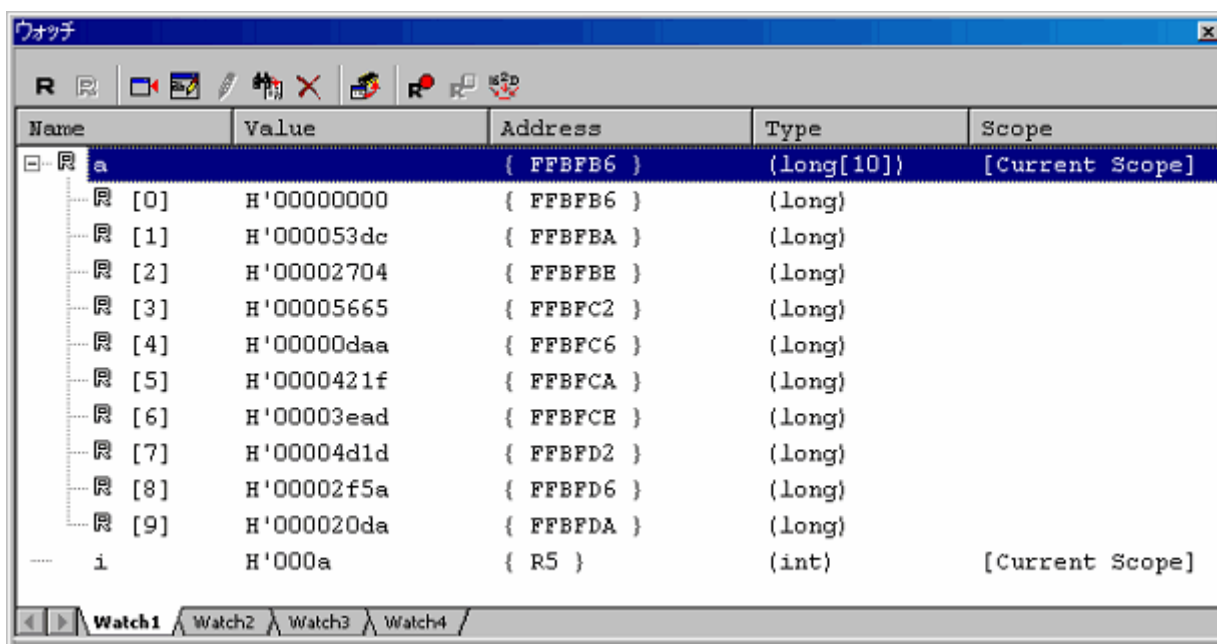 ウォッチ
Name Value Address Type Scope
a { FFBFB6 } (long[10]) [Current Scope]
[0] H'00000000 { FFBFB6 } (long)
[1] H'000053dc { FFBFBA } (long)
[2] H'00002704 { FFBFBE } (long)
[3] H'00005665 { FFBFC2 } (long)
[4] H'00000daa { FFBFC6 } (long)
[5] H'0000421f { FFBFCA } (long)
[6] H'00003ead { FFBFCE } (long)
[7] H'00004d1d { FFBFD2 } (long)
[8] H'00002f5a { FFBFD6 } (long)
[9] H'000020da { FFBFDA } (long)
i H'000a { R5 } (int) [Current Scope]
Watch1 Watch2 Watch3 Watch4